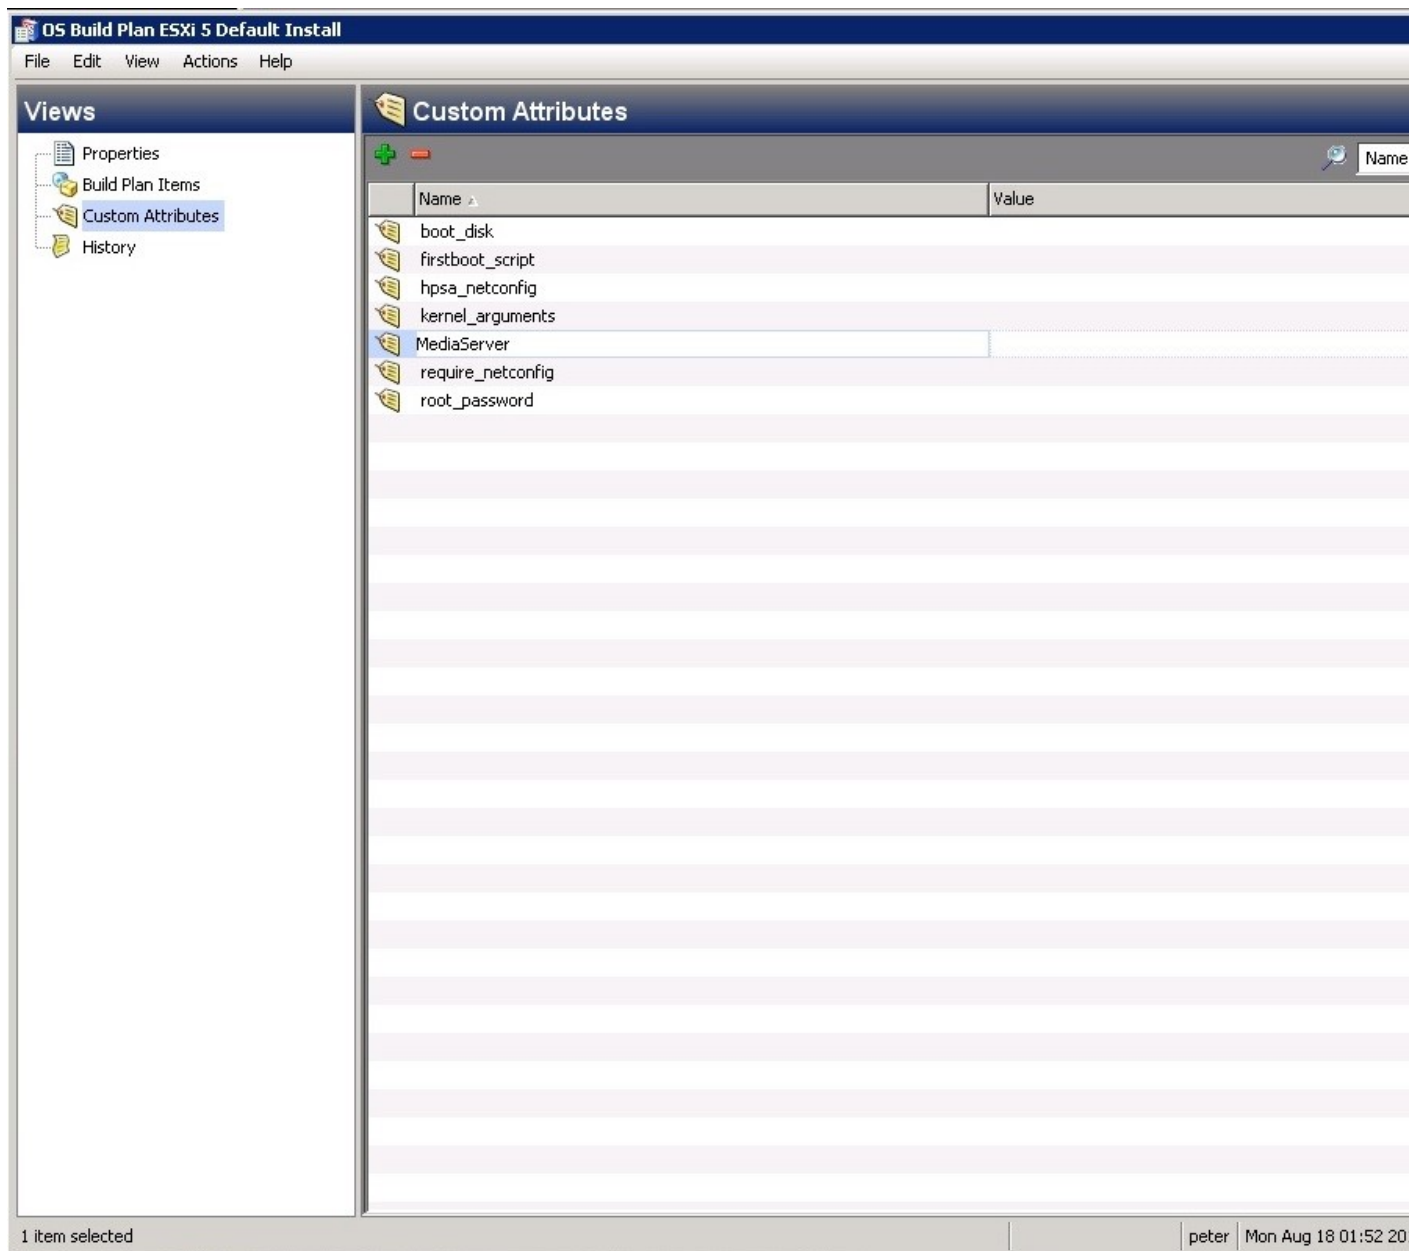 OS Build Plan ESXi 5 Default Install
File Edit View Actions Help
Views
Properties
Build Plan Items
Custom Attributes
History
Custom Attributes
Name
Name Value
boot_disk
firstboot_script
hpsa_netconfig
kernel_arguments
MediaServer
require_netconfig
root_password
1 item selected
peter Mon Aug 18 01:52 20